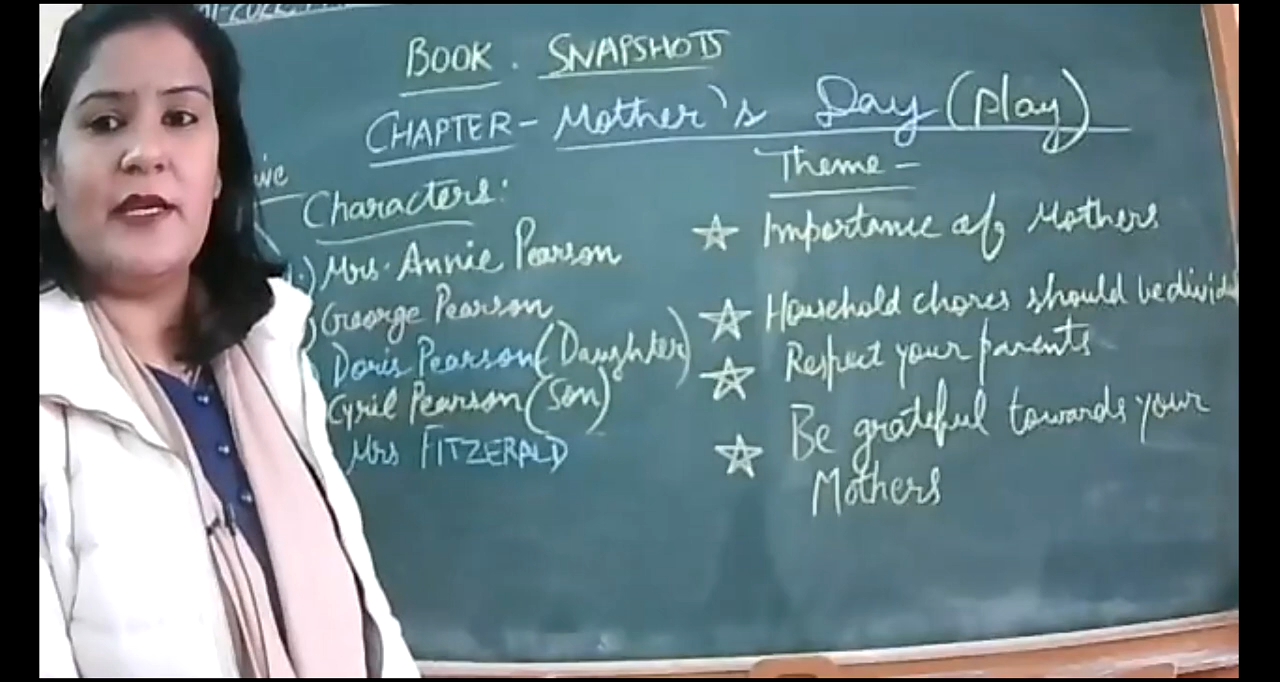 BOOK. SNAPSHOTS
CHAPTER- Mother's Day (play)
Characters:
Mrs. Annie Pearson
George Pearson
Doris Pearson (Daughter)
Cyril Pearson (Son)
Mrs FITZERALD
Theme -
☆ Importance of Mothers
☆ Household chores should be divid
☆ Respect your parents
☆ Be grateful towards your
Mothers